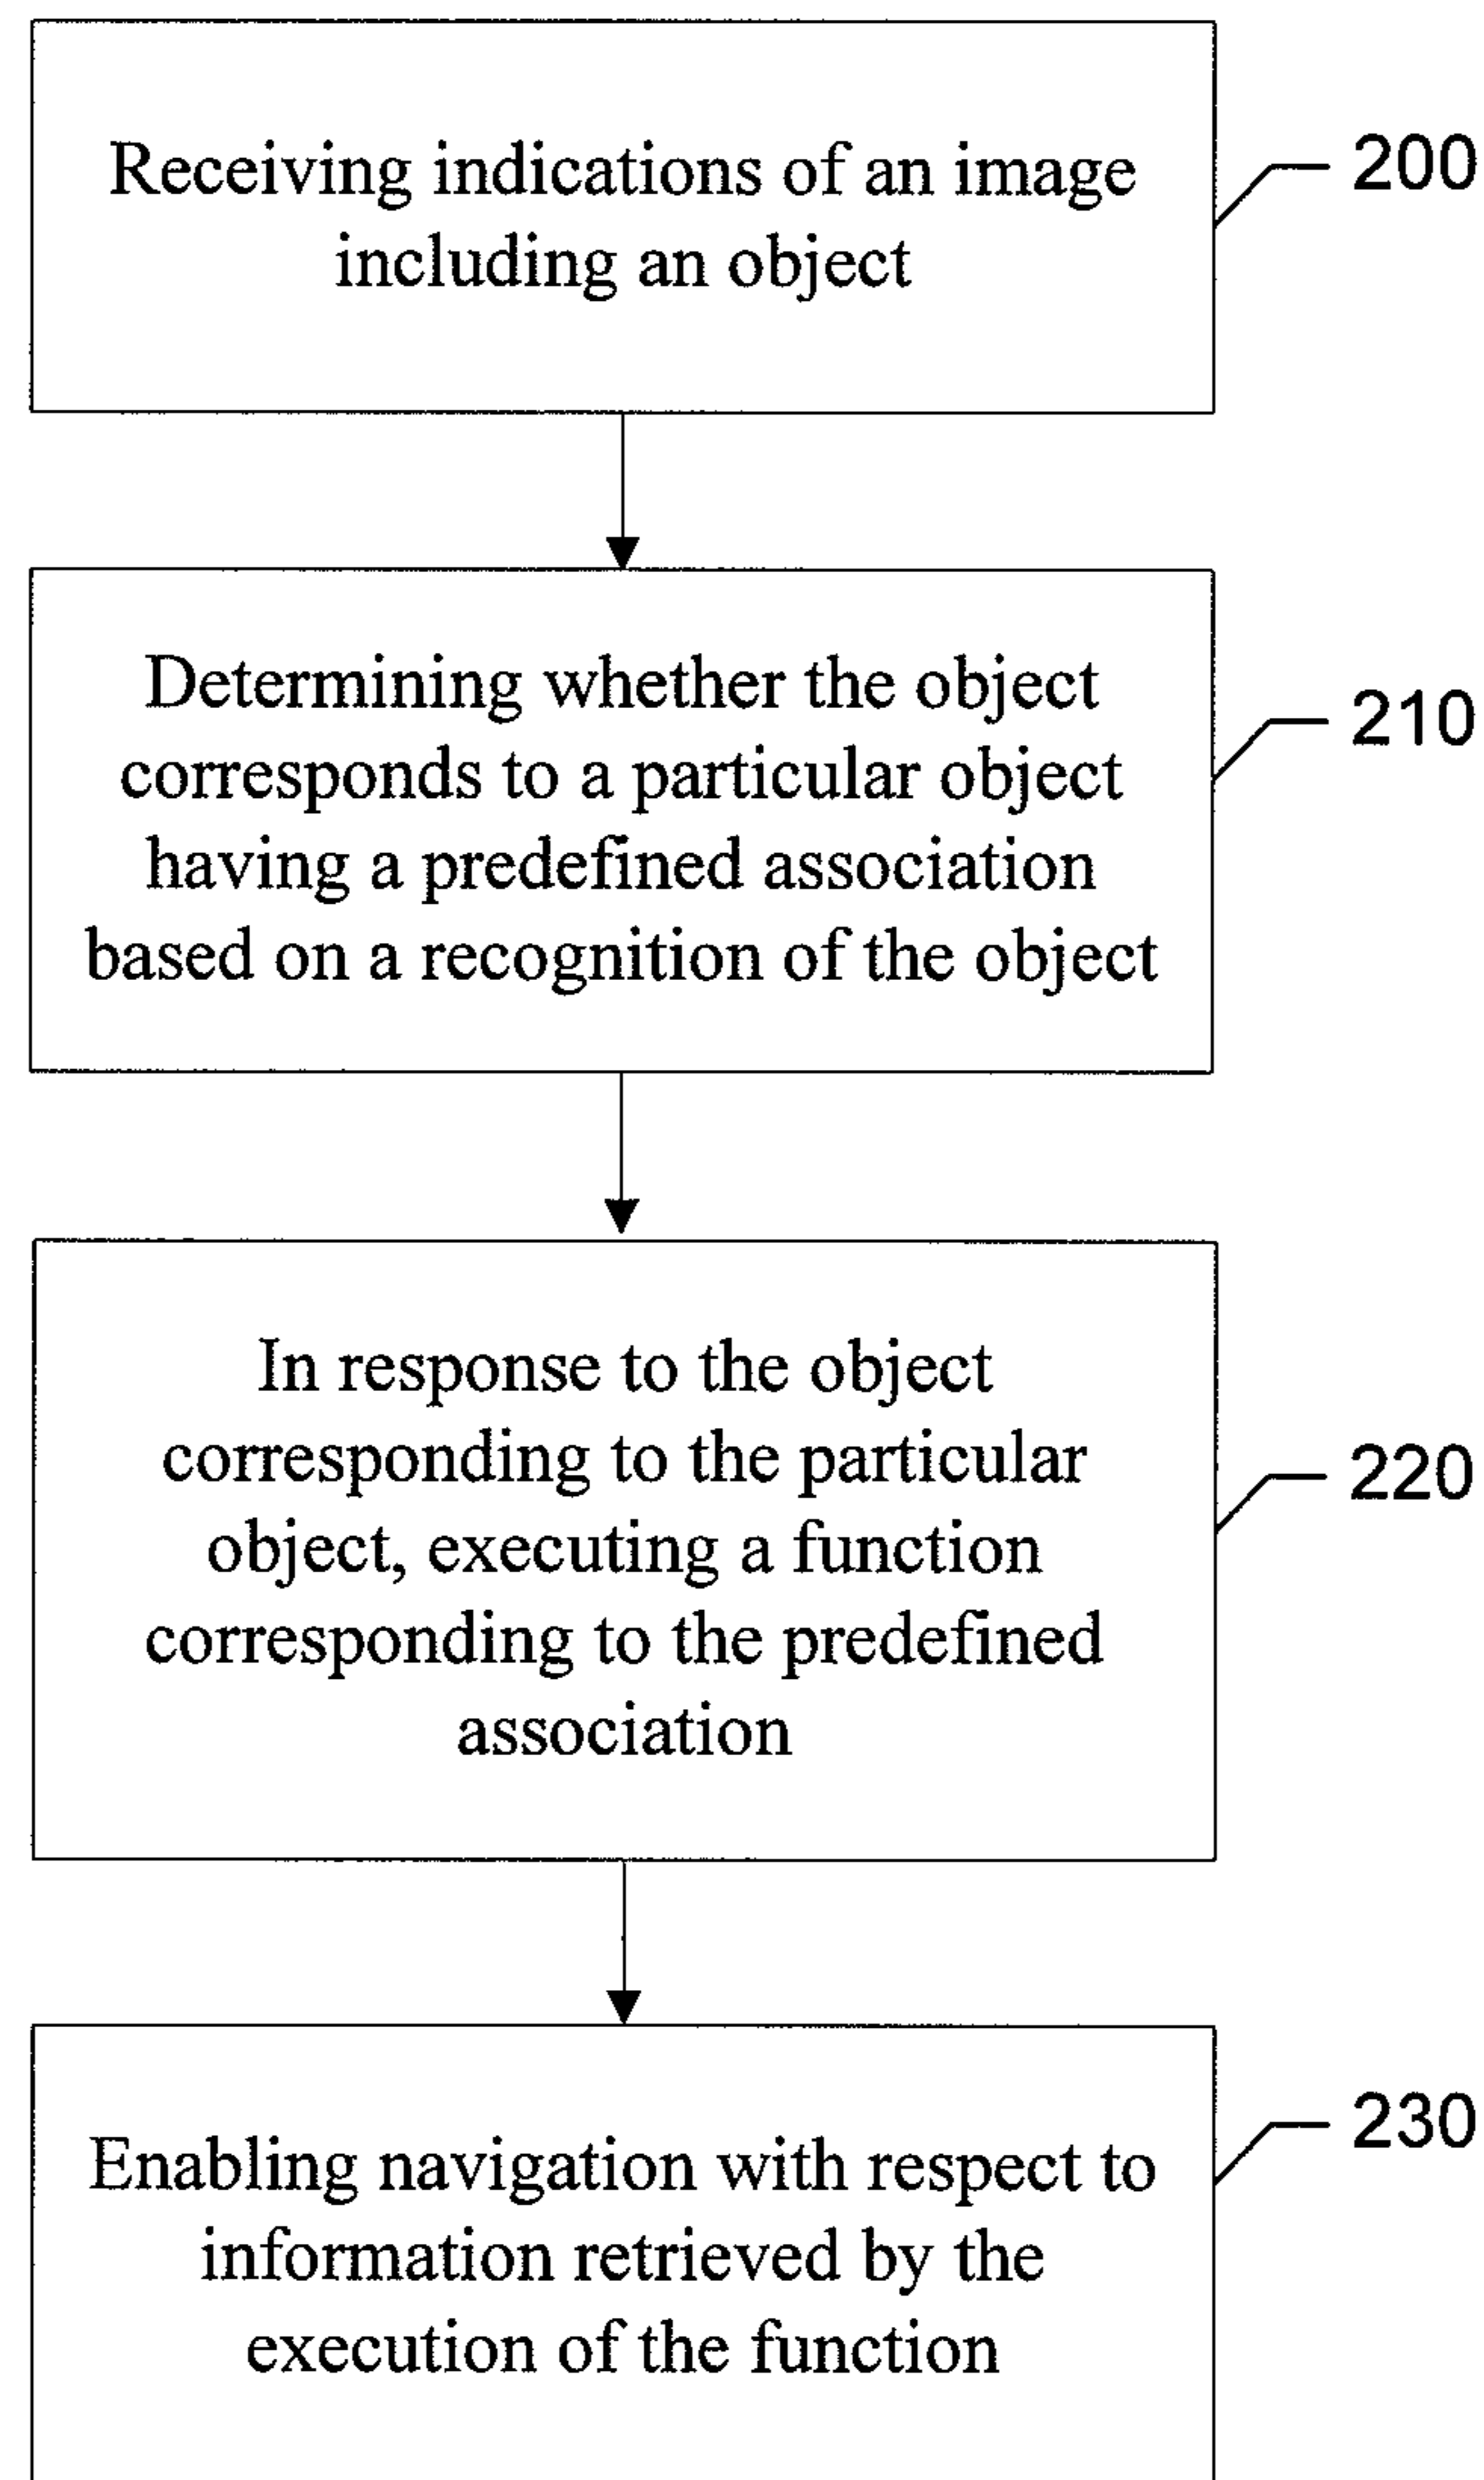 Receiving indications of an image
including an object
200
Determining whether the object
corresponds to a particular object
having a predefined association
based on a recognition of the object
210
In response to the object
corresponding to the particular
object, executing a function
corresponding to the predefined
association
220
Enabling navigation with respect to
information retrieved by the
execution of the function
230